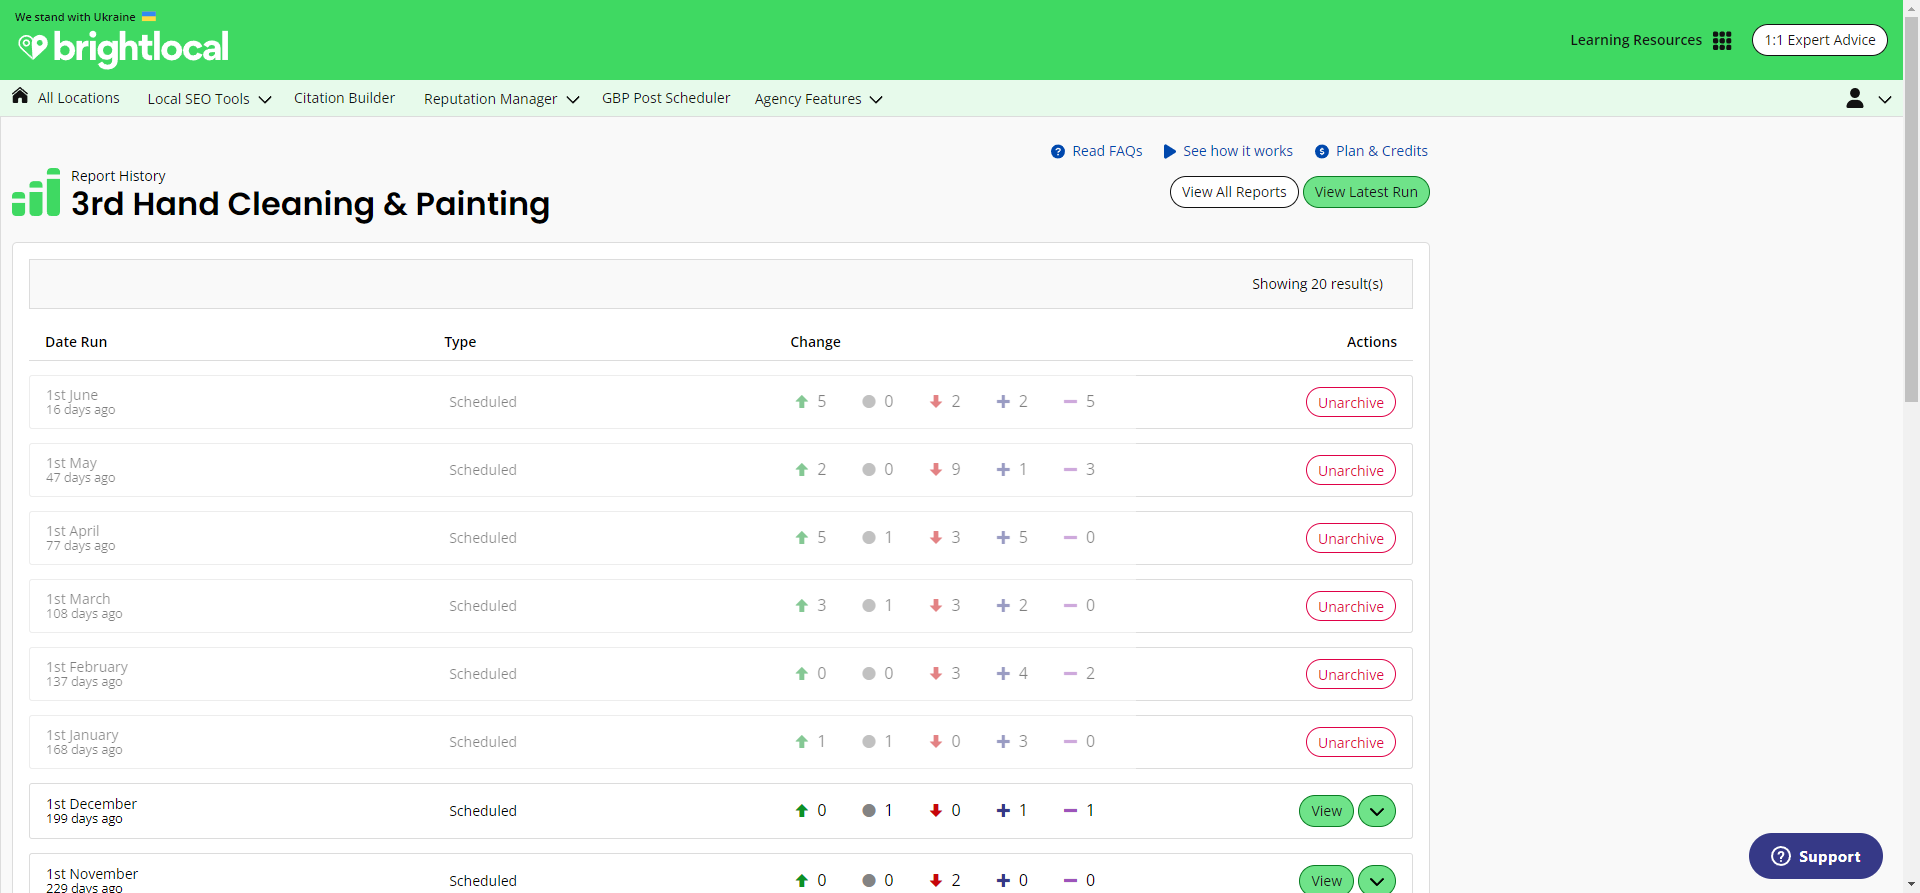 We stand with Ukraine
brightlocal
Learning Resources
1:1 Expert Advice
All Locations
Local SEO Tools
Citation Builder
Reputation Manager
GBP Post Scheduler
Agency Features
Read FAQs
See how it works
Plan & Credits
Report History
3rd Hand Cleaning & Painting
View All Reports
View Latest Run
Showing 20 result(s)
Date Run Type Change Actions
1st June
16 days ago
Scheduled 5 0 2 2 5 Unarchive
1st May
47 days ago
Scheduled 2 0 9 1 3 Unarchive
1st April
77 days ago
Scheduled 5 1 3 5 0 Unarchive
1st March
108 days ago
Scheduled 3 1 3 2 0 Unarchive
1st February
137 days ago
Scheduled 0 0 3 4 2 Unarchive
1st January
168 days ago
Scheduled 1 1 0 3 0 Unarchive
1st December
199 days ago
Scheduled 0 1 0 1 1 View
1st November
229 days ago
Scheduled 0 0 2 0 0 View
Support